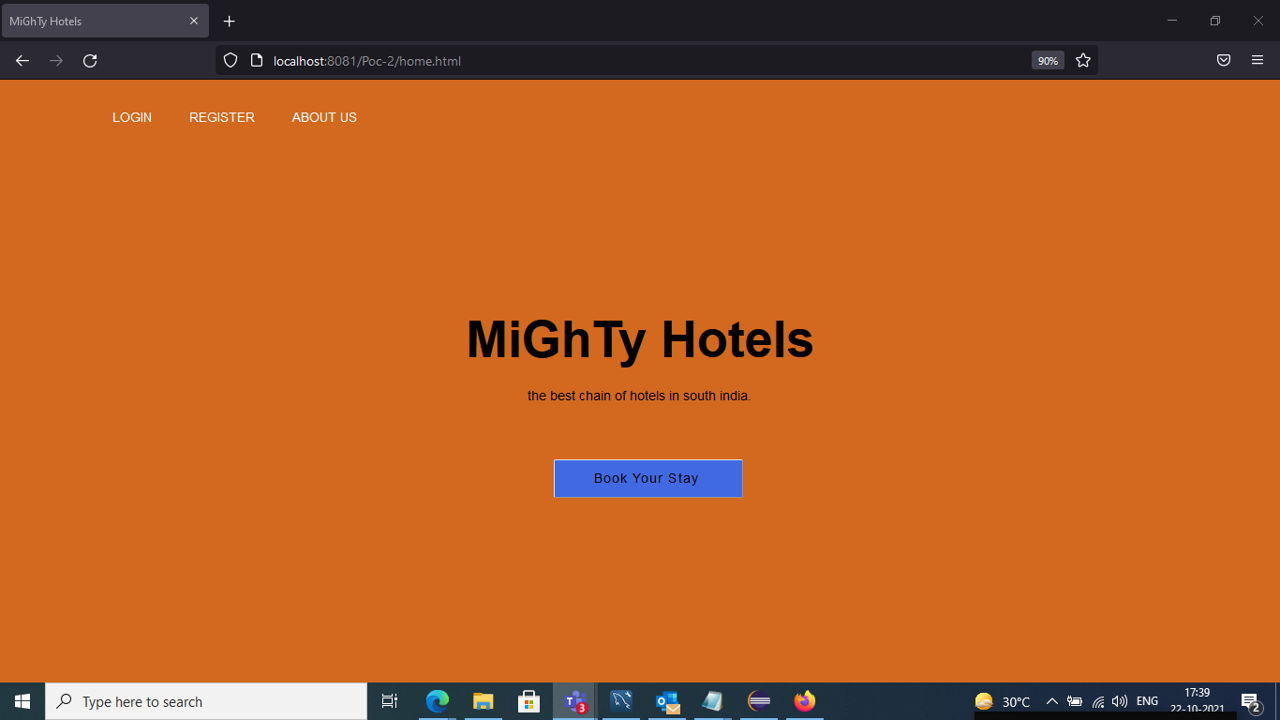 MiGhTy Hotels
localhost:8081/Poc-2/home.html
90%
LOGIN REGISTER ABOUT US
MiGhTy Hotels
the best chain of hotels in south india.
Book Your Stay
Type here to search
T
3
30°C
ENG
17:39
22-10-2021
2